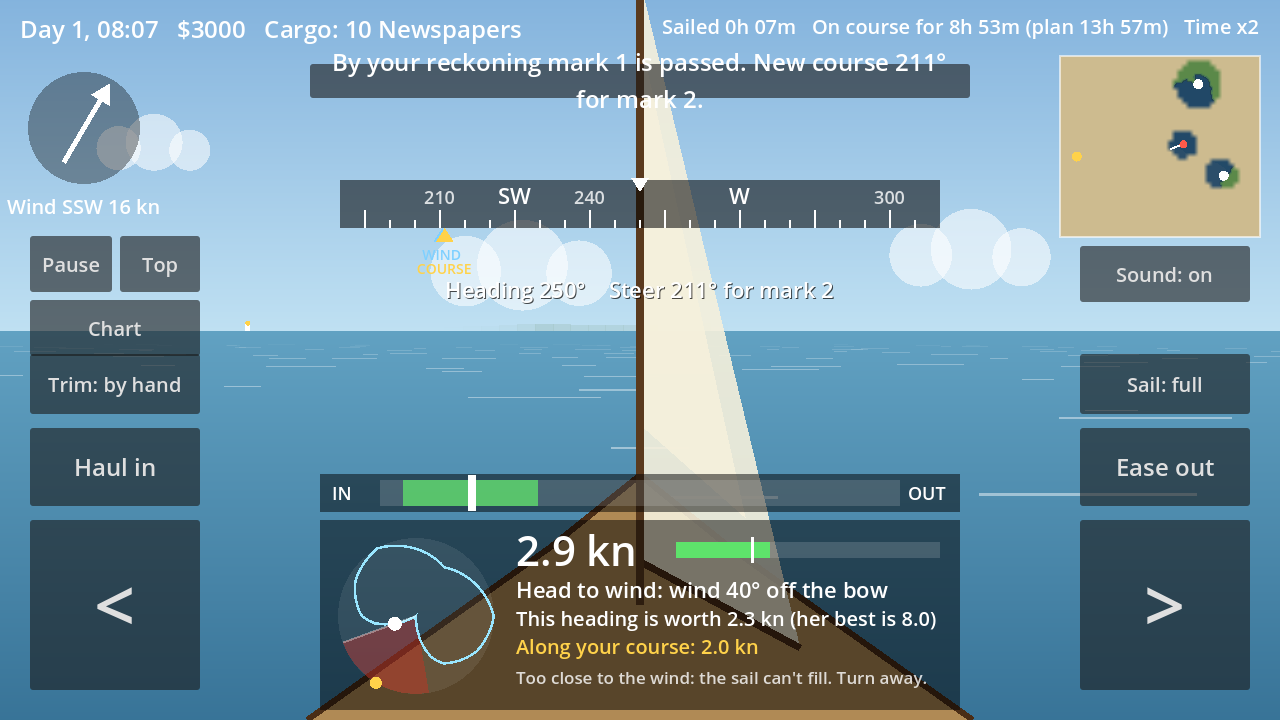 Day 1, 08:07 $3000 Cargo: 10 Newspapers
Sailed 0h 07m On course for 8h 53m (plan 13h 57m) Time x2
By your reckoning mark 1 is passed. New course 211°
for mark 2.
Wind SSW 16 kn
210 SW 240 W 300
WIND
COURSE
Heading 250° Steer 211° for mark 2
Pause
Top
Chart
Trim: by hand
Haul in
<
Sound: on
Sail: full
Ease out
>
IN
OUT
2.9 kn
Head to wind: wind 40° off the bow
This heading is worth 2.3 kn (her best is 8.0)
Along your course: 2.0 kn
Too close to the wind: the sail can't fill. Turn away.